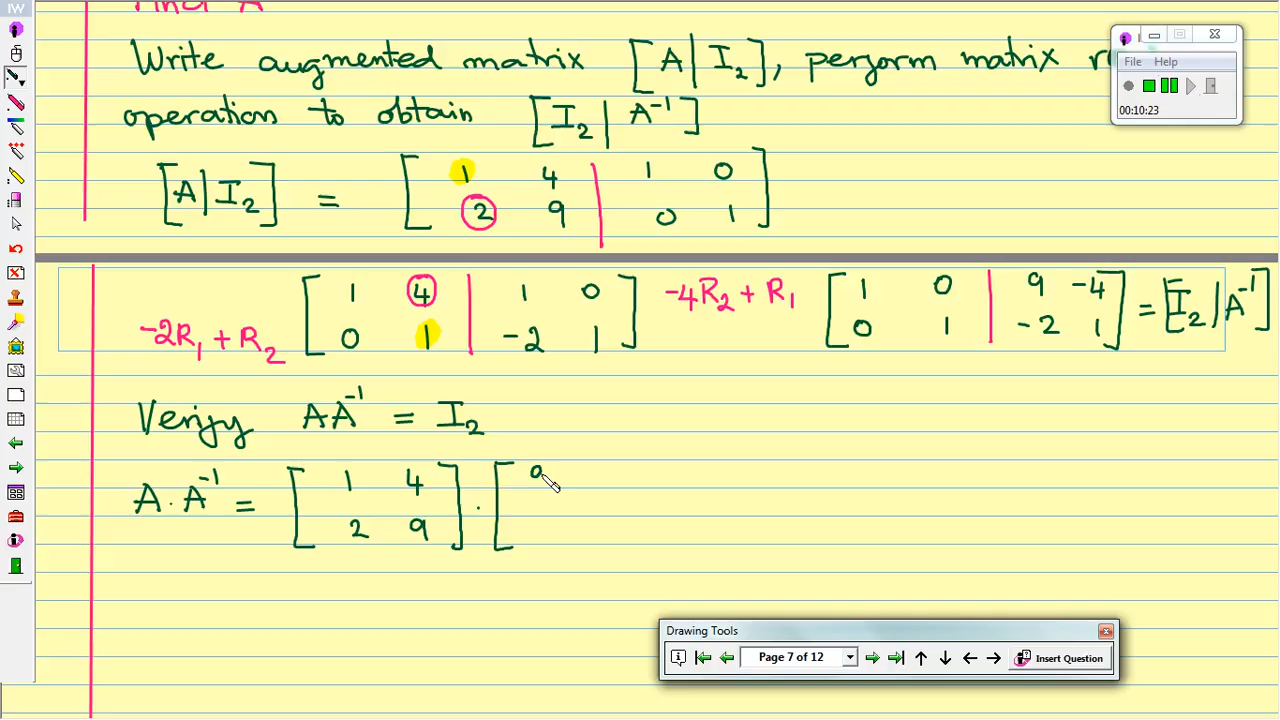 IW
Write augmented matrix [A | I₂], perform matrix
File Help
00:10:23
operation to obtain [I₂ | A⁻¹]
[A | I₂] = [ 1 4 | 1 0
2 9 | 0 1 ]
-2R₁ + R₂ [ 1 4 | 1 0 ; 0 1 | -2 1 ] -4R₂ + R₁ [ 1 0 | 9 -4 ; 0 1 | -2 1 ] = [I₂ | A⁻¹]
Verify AA⁻¹ = I₂
A · A⁻¹ = [ 1 4 ; 2 9 ] · [
Drawing Tools
Page 7 of 12
Insert Question